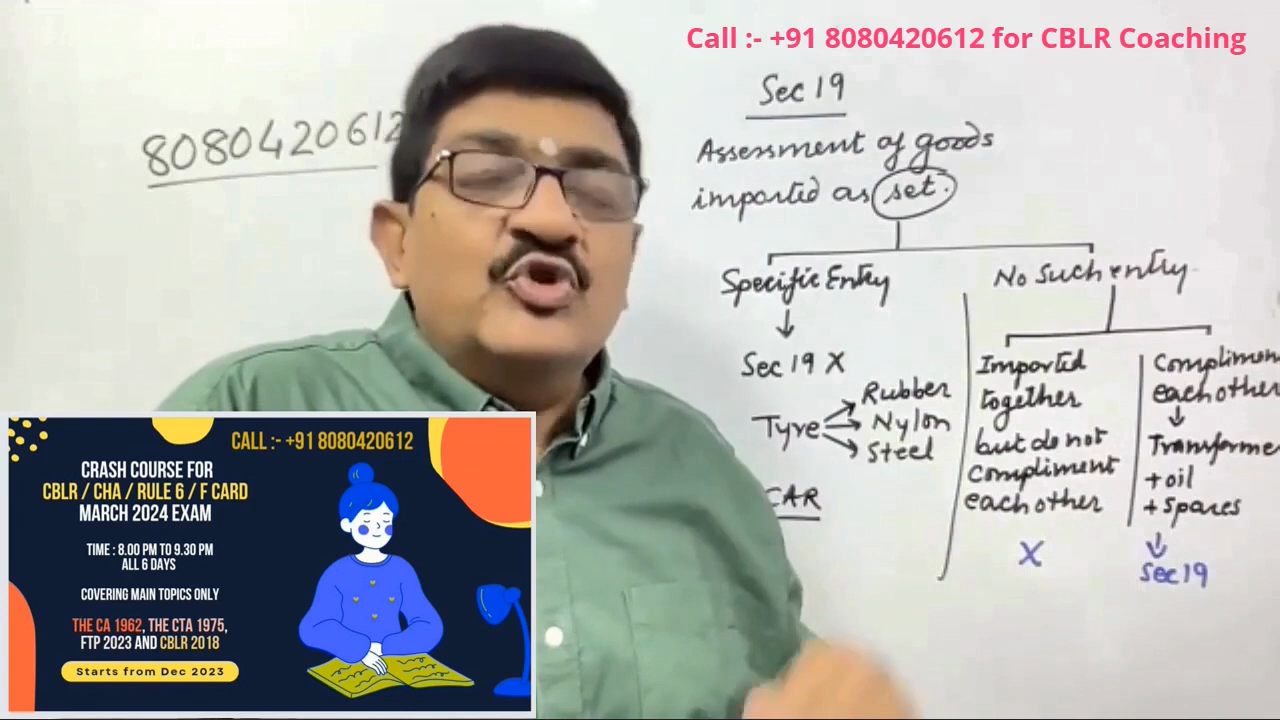 Call :- +91 8080420612 for CBLR Coaching
8080420612
Sec 19
Assessment of goods
imported as set.
Specific Entry
Sec 19 X
Tyre
Rubber
Nylon
Steel
CAR
No Such entry
Imported
together
but do not
compliment
each other
X
Complimen
each other
Transforme
+ oil
+ Spares
Sec 19
CALL :- +91 8080420612
CRASH COURSE FOR
CBLR / CHA / RULE 6 / F CARD
MARCH 2024 EXAM
TIME : 8.00 PM TO 9.30 PM
ALL 6 DAYS
COVERING MAIN TOPICS ONLY
THE CA 1962, THE CTA 1975,
FTP 2023 AND CBLR 2018
Starts from Dec 2023